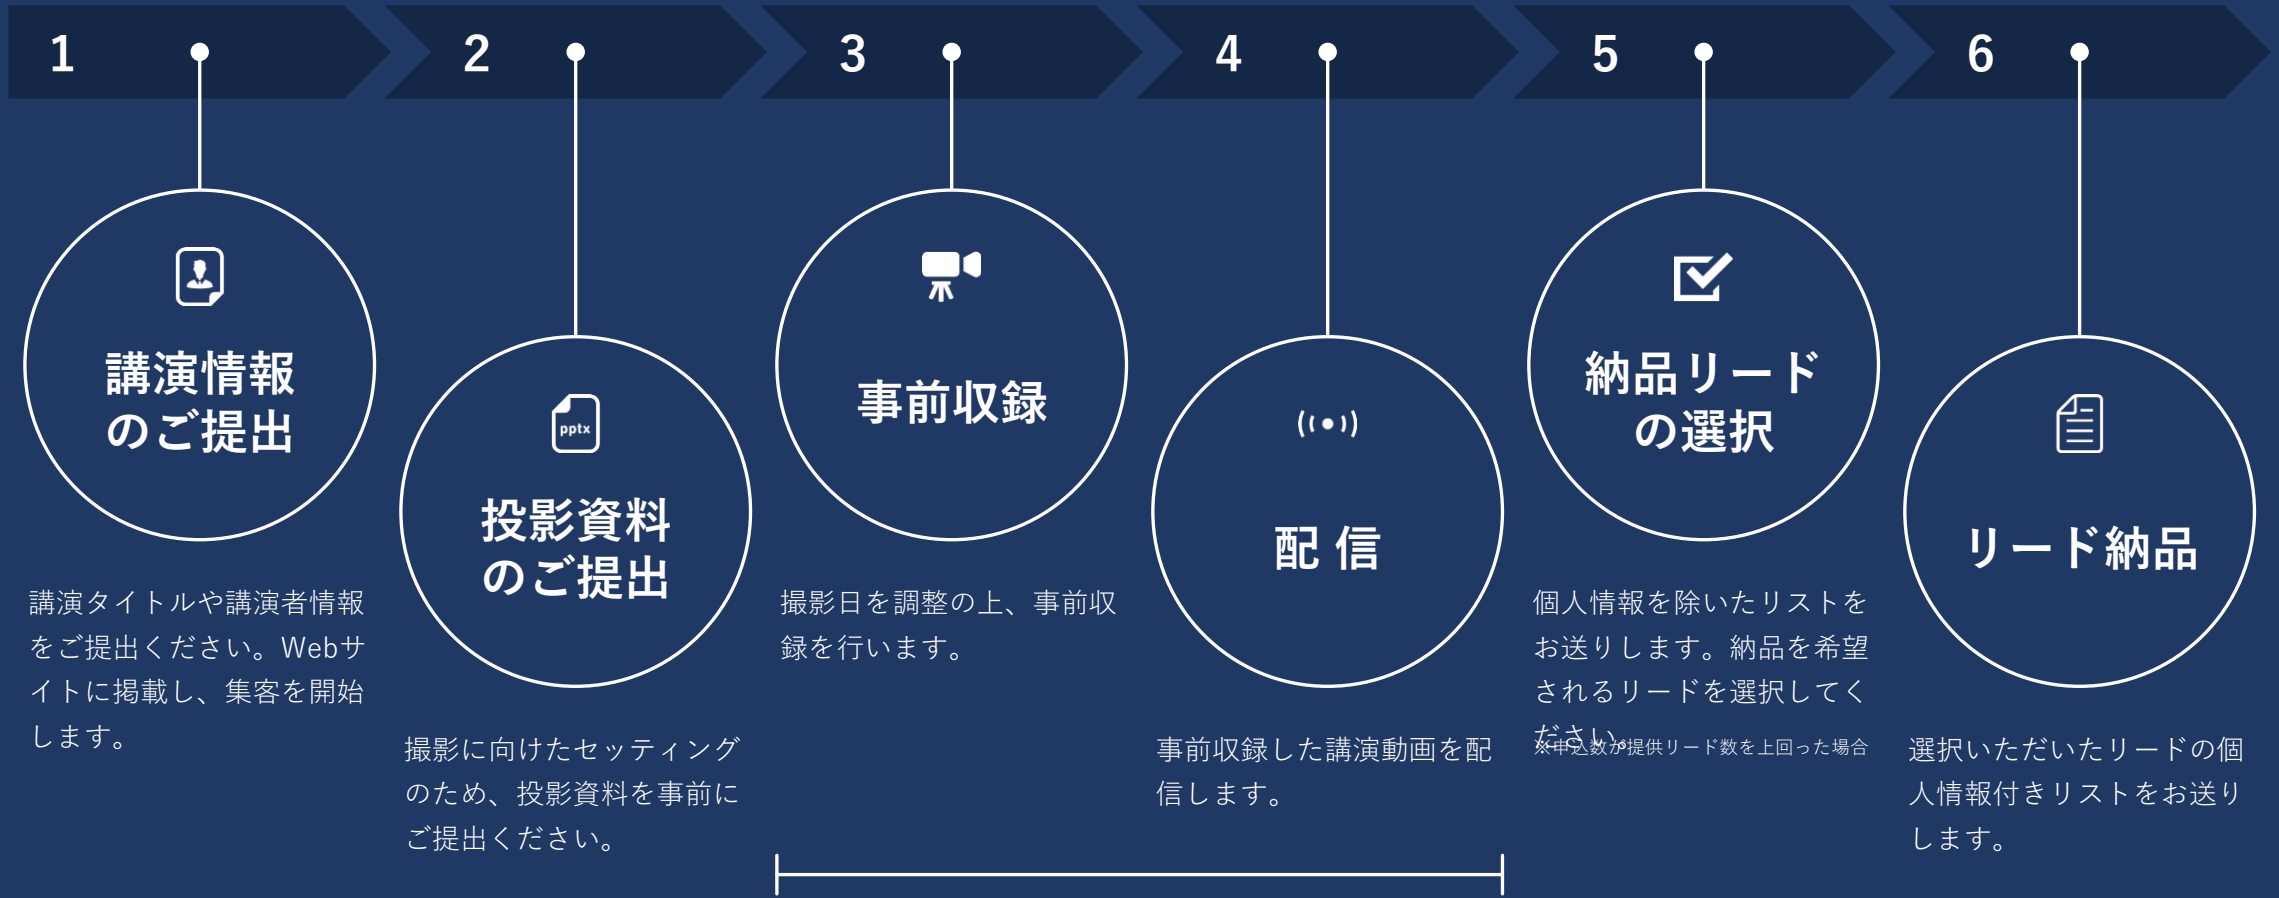 1
講演情報
のご提出
講演タイトルや講演者情報
をご提出ください。Webサ
イトに掲載し、集客を開始
します。
2
pptx
投影資料
のご提出
撮影に向けたセッティング
のため、投影資料を事前に
ご提出ください。
3
事前収録
撮影日を調整の上、事前収
録を行います。
4
配 信
事前収録した講演動画を配
信します。
5
納品リード
の選択
個人情報を除いたリストを
お送りします。納品を希望
されるリードを選択してく
ださい。
※申込数が提供リード数を上回った場合
6
リード納品
選択いただいたリードの個
人情報付きリストをお送り
します。